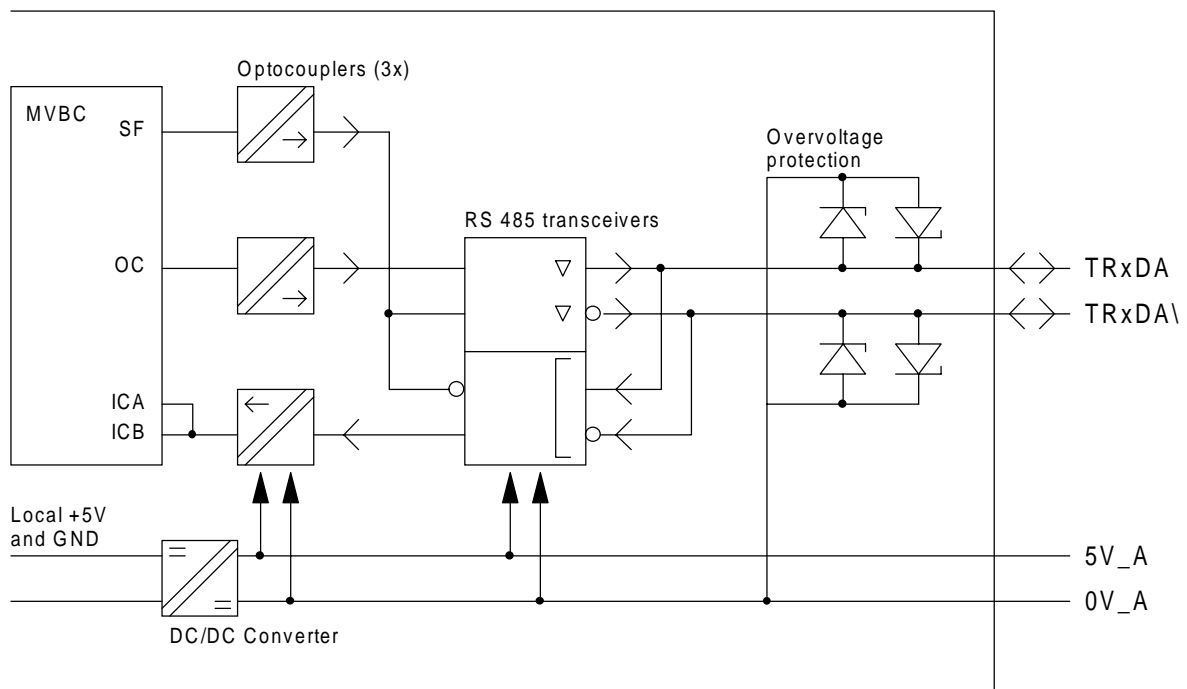 Optocouplers (3x)
MVBC
SF
Overvoltage
protection
RS 485 transceivers
OC
TRxDA
TRxDA\
ICA
ICB
Local +5V
and GND
5V_A
0V_A
DC/DC Converter